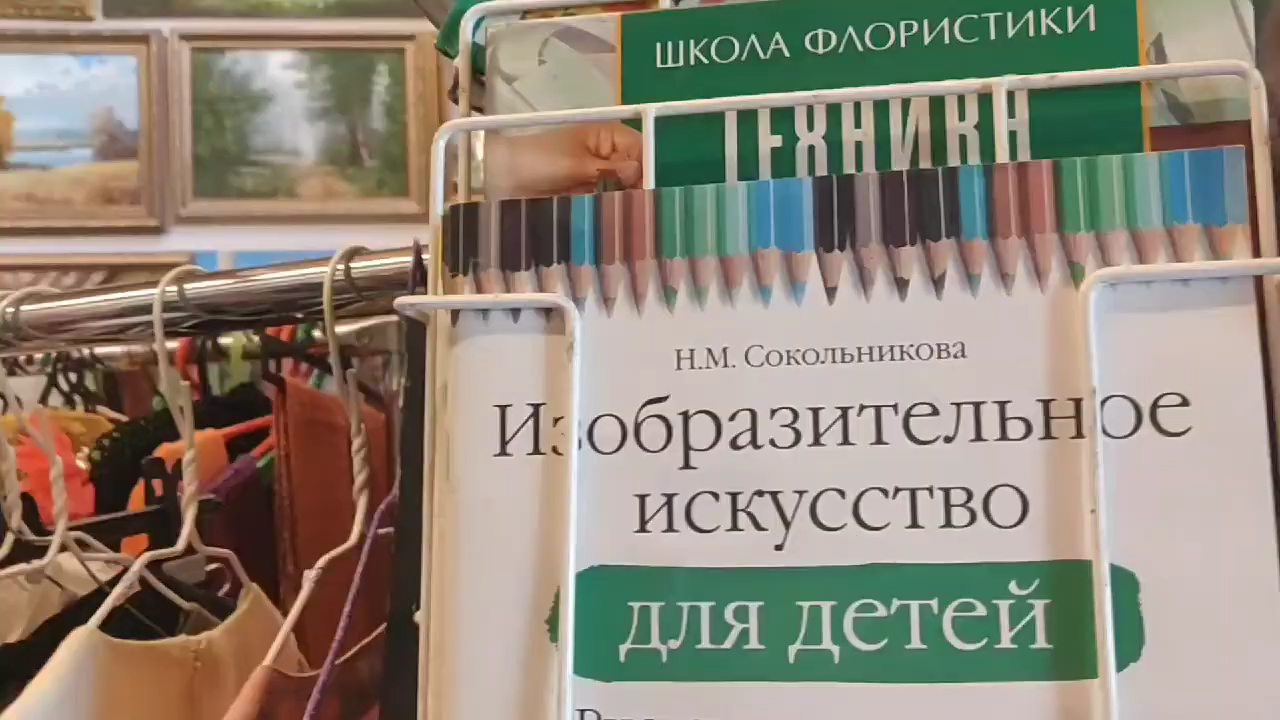 ШКОЛА ФЛОРИСТИКИ
ТЕХНИКА
Н.М. Сокольникова
Изобразительное
искусство
для детей